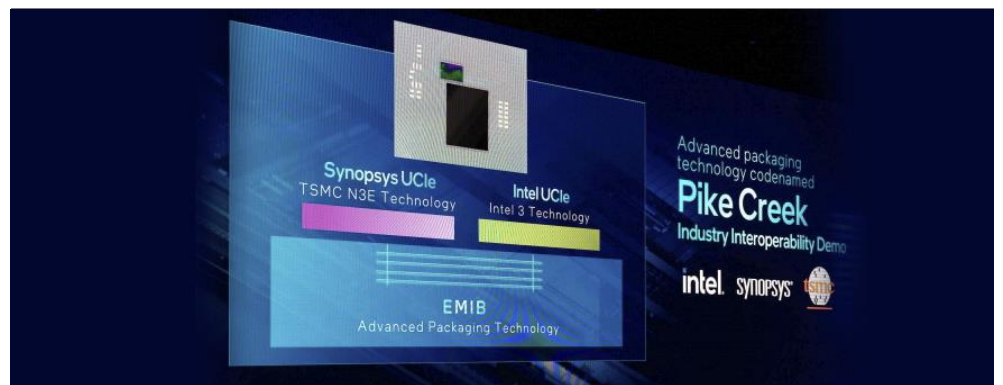 Synopsys UCIe
TSMC N3E Technology
Intel UCIe
Intel 3 Technology
EMIB
Advanced Packaging Technology
Advanced packaging
technology codenamed
Pike Creek
Industry Interoperability Demo
intel.
SYNOPSYS
tsmc